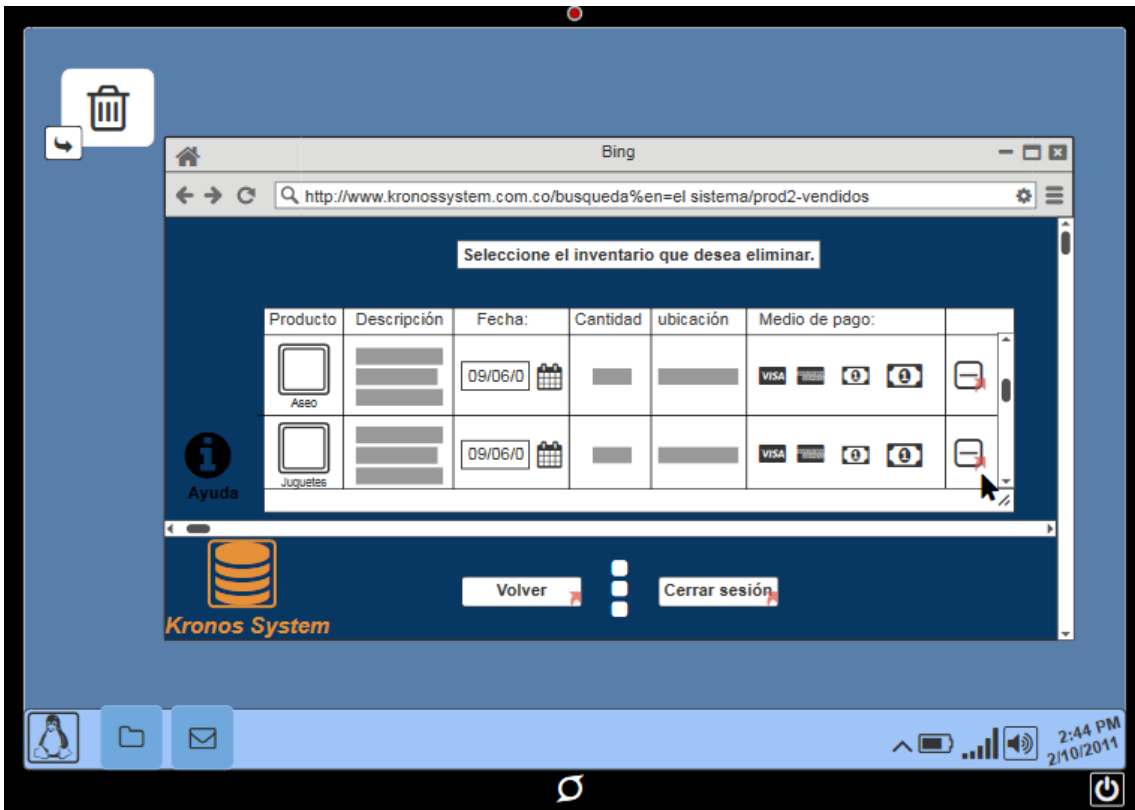 Bing
http://www.kronossystem.com.co/busqueda%en=el sistema/prod2-vendidos
Seleccione el inventario que desea eliminar.
Producto Descripción Fecha: Cantidad ubicación Medio de pago:
09/06/0 VISA
Aseo
09/06/0 VISA
Juguetes
Ayuda
Volver Cerrar sesión
Kronos System
2:44 PM
2/10/2011